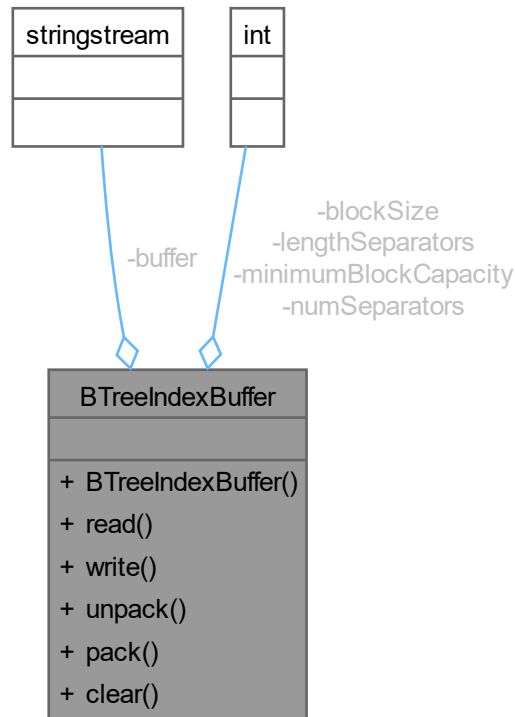 stringstream
int
-buffer
-blockSize
-lengthSeparators
-minimumBlockCapacity
-numSeparators
BTreeIndexBuffer
+ BTreeIndexBuffer()
+ read()
+ write()
+ unpack()
+ pack()
+ clear()